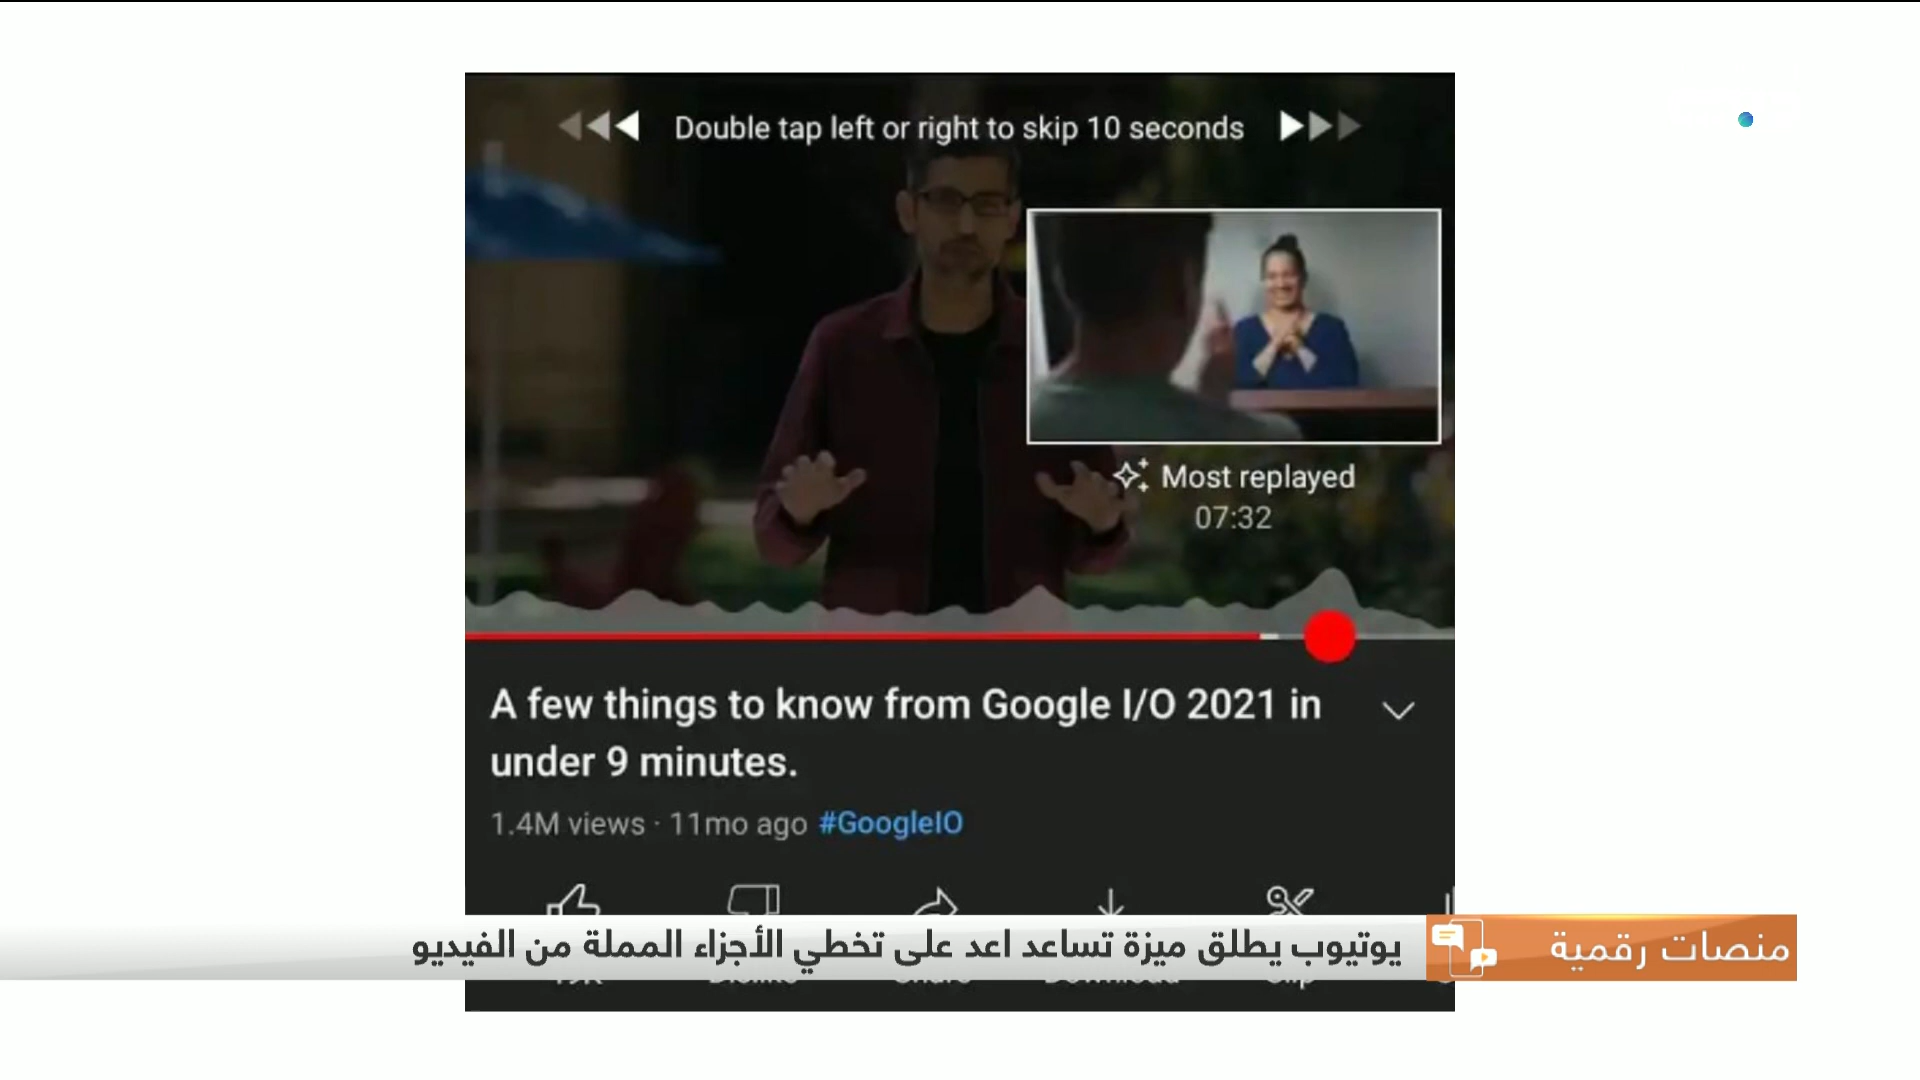 Double tap left or right to skip 10 seconds
Most replayed
07:32
A few things to know from Google I/O 2021 in
under 9 minutes.
1.4M views · 11mo ago #GoogleIO
منصات رقمية
يوتيوب يطلق ميزة تساعد اعد على تخطي الأجزاء المملة من الفيديو